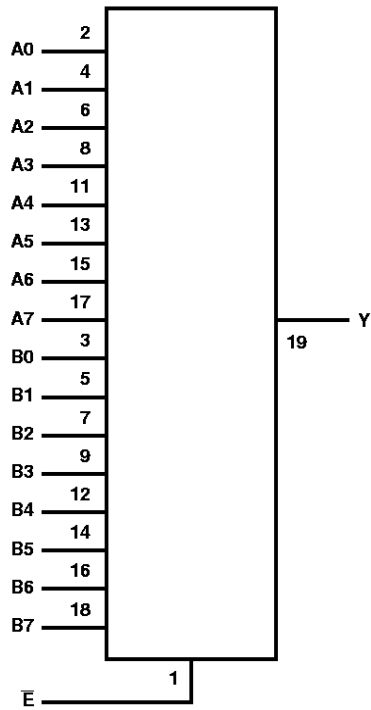 A0 2
A1 4
A2 6
A3 8
A4 11
A5 13
A6 15
A7 17
Y 19
B0 3
B1 5
B2 7
B3 9
B4 12
B5 14
B6 16
B7 18
E̅ 1